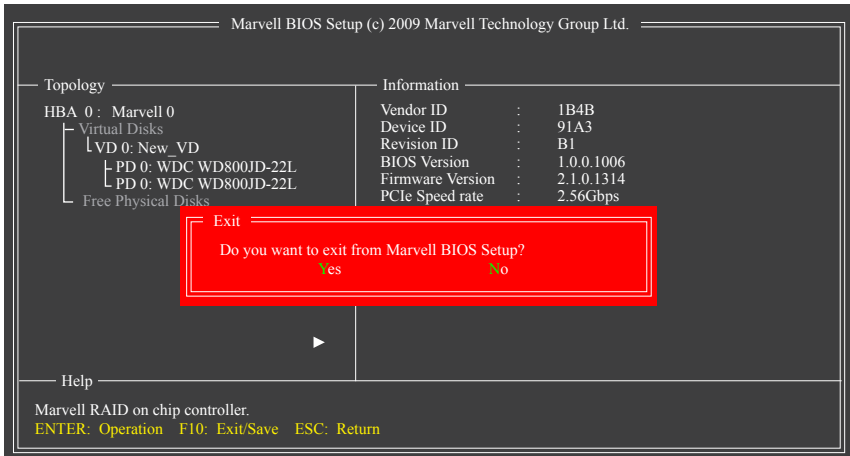 Marvell BIOS Setup (c) 2009 Marvell Technology Group Ltd.
Topology
HBA 0 : Marvell 0
Virtual Disks
VD 0: New_VD
PD 0: WDC WD800JD-22L
PD 0: WDC WD800JD-22L
Free Physical Disks
Information
Vendor ID : 1B4B
Device ID : 91A3
Revision ID : B1
BIOS Version : 1.0.0.1006
Firmware Version : 2.1.0.1314
PCIe Speed rate : 2.56Gbps
Exit
Do you want to exit from Marvell BIOS Setup?
Yes No
Help
Marvell RAID on chip controller.
ENTER: Operation F10: Exit/Save ESC: Return